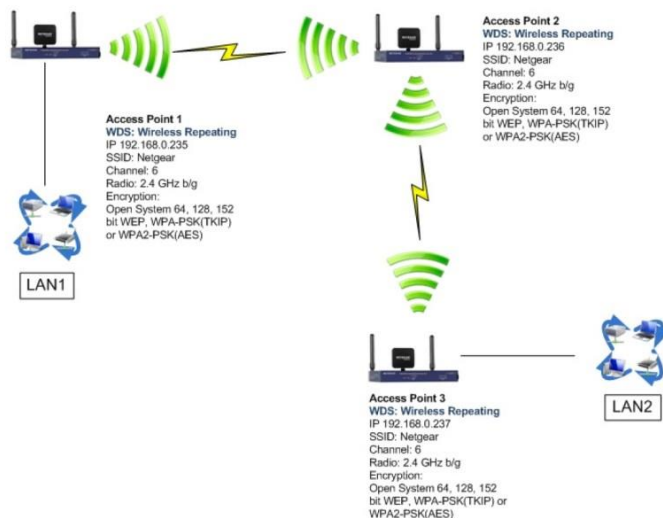 Access Point 1
WDS: Wireless Repeating
IP 192.168.0.235
SSID: Netgear
Channel: 6
Radio: 2.4 GHz b/g
Encryption:
Open System 64, 128, 152
bit WEP, WPA-PSK(TKIP)
or WPA2-PSK(AES)
LAN1
Access Point 2
WDS: Wireless Repeating
IP 192.168.0.236
SSID: Netgear
Channel: 6
Radio: 2.4 GHz b/g
Encryption:
Open System 64, 128, 152
bit WEP, WPA-PSK(TKIP)
or WPA2-PSK(AES)
Access Point 3
WDS: Wireless Repeating
IP 192.168.0.237
SSID: Netgear
Channel: 6
Radio: 2.4 GHz b/g
Encryption:
Open System 64, 128, 152
bit WEP, WPA-PSK(TKIP) or
WPA2-PSK(AES)
LAN2